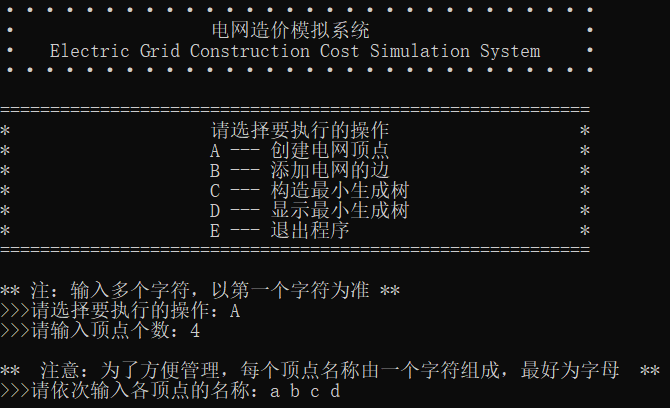 电网造价模拟系统
Electric Grid Construction Cost Simulation System
===========================================================
* 请选择要执行的操作 *
* A --- 创建电网顶点 *
* B --- 添加电网的边 *
* C --- 构造最小生成树 *
* D --- 显示最小生成树 *
* E --- 退出程序 *
===========================================================
** 注：输入多个字符，以第一个字符为准 **
>>>请选择要执行的操作：A
>>>请输入顶点个数：4
** 注意：为了方便管理，每个顶点名称由一个字符组成，最好为字母 **
>>>请依次输入各顶点的名称：a b c d